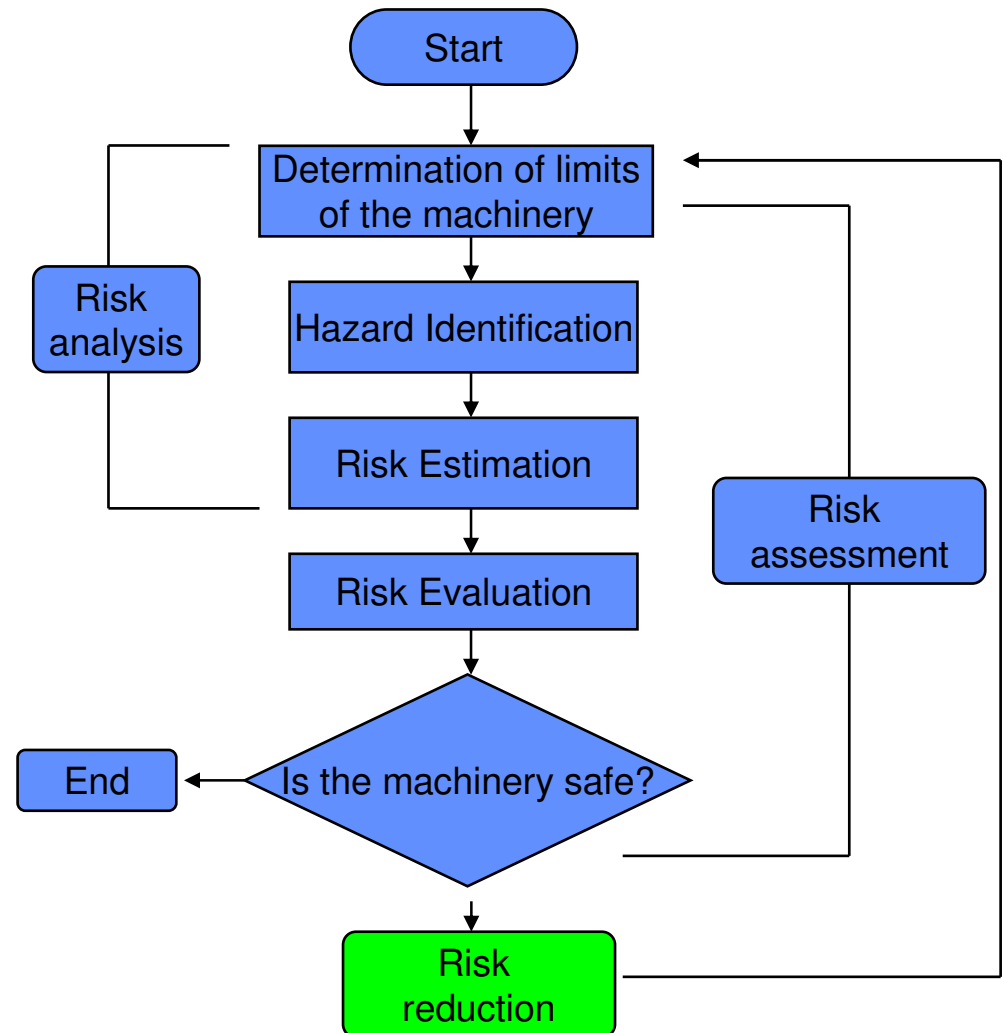 Start
Determination of limits
of the machinery
Risk
analysis
Hazard Identification
Risk Estimation
Risk
assessment
Risk Evaluation
Is the machinery safe?
End
Risk
reduction